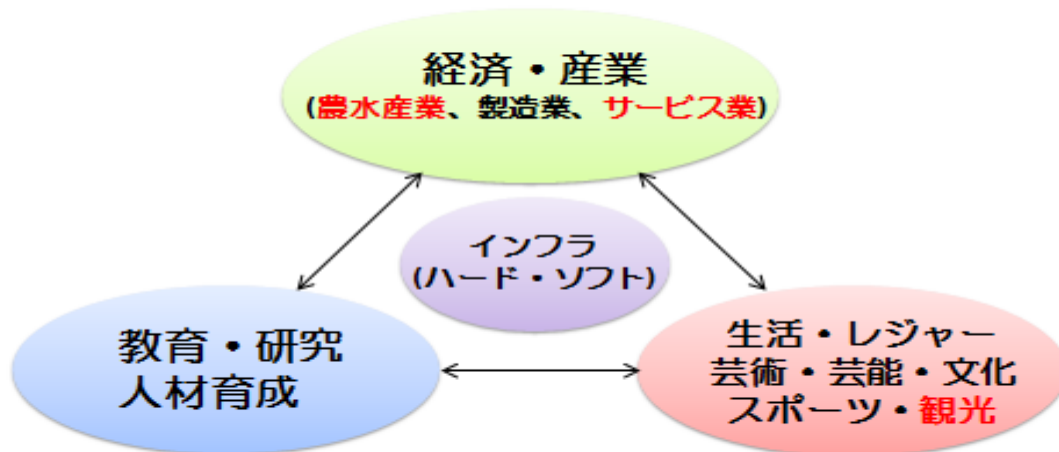 経済・産業
(農水産業、製造業、サービス業)
インフラ
(ハード・ソフト)
教育・研究
人材育成
生活・レジャー
芸術・芸能・文化
スポーツ・観光